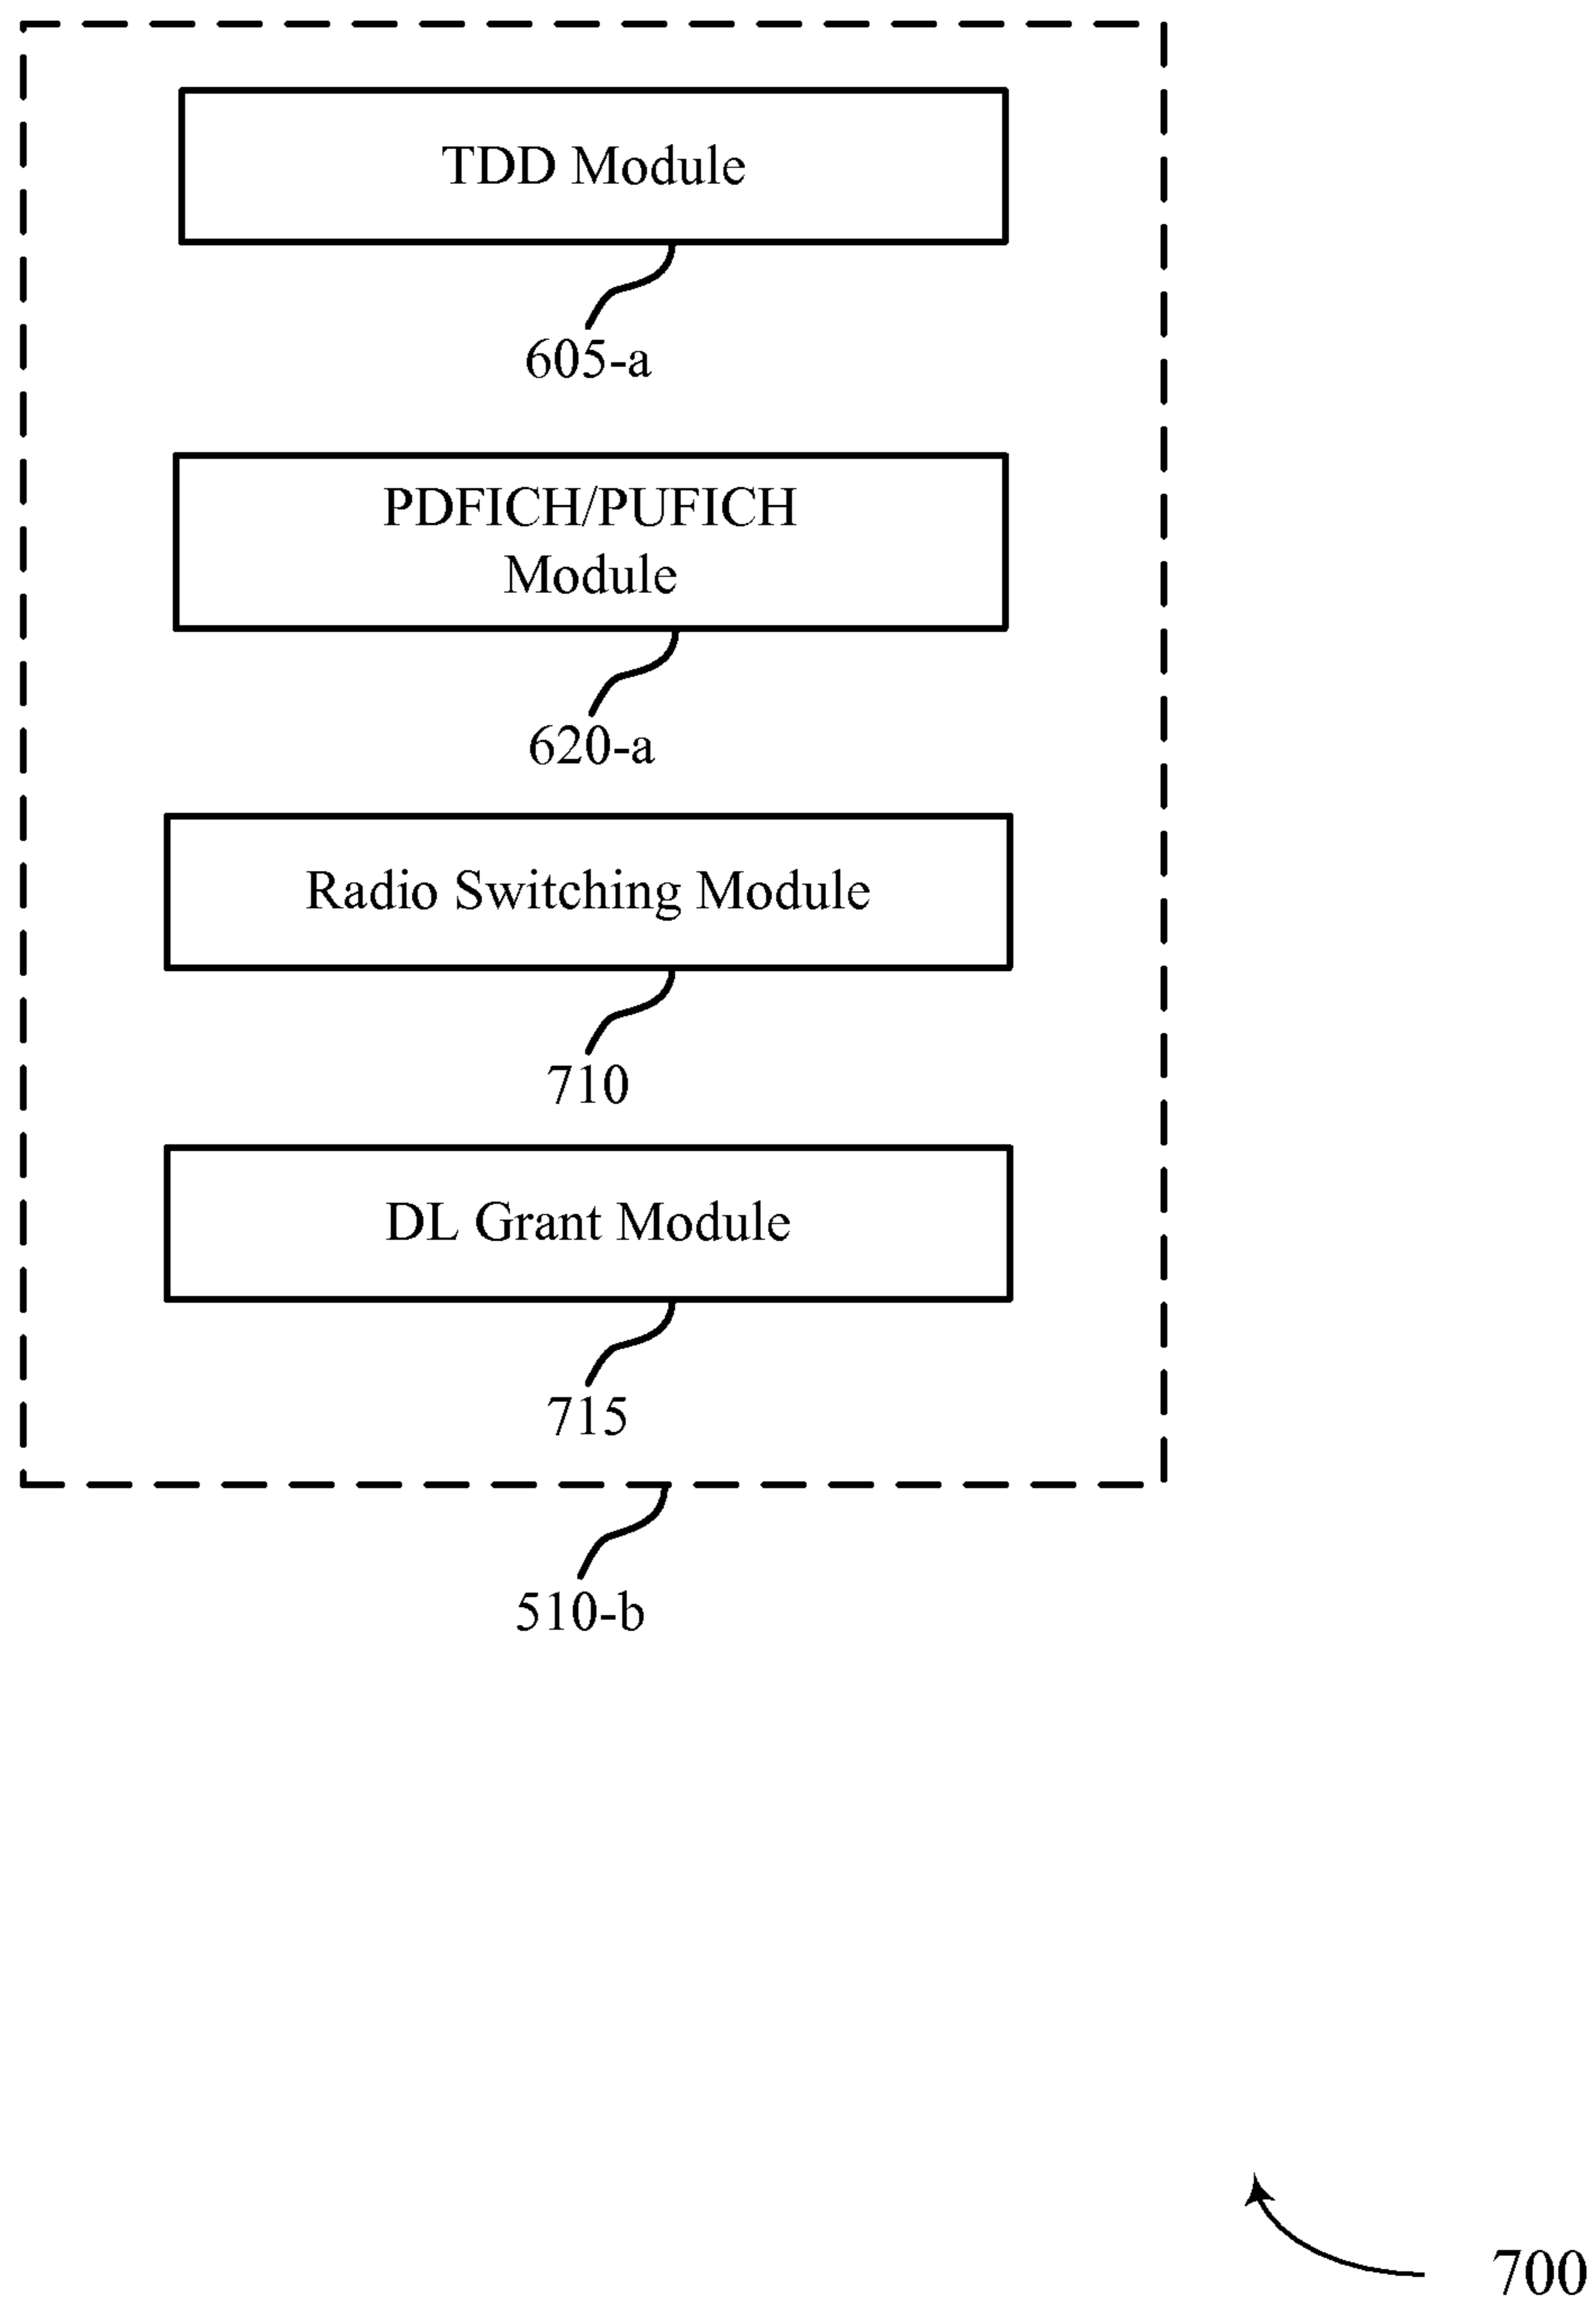 TDD Module
605-a
PDFICH/PUFICH
Module
620-a
Radio Switching Module
710
DL Grant Module
715
510-b
700